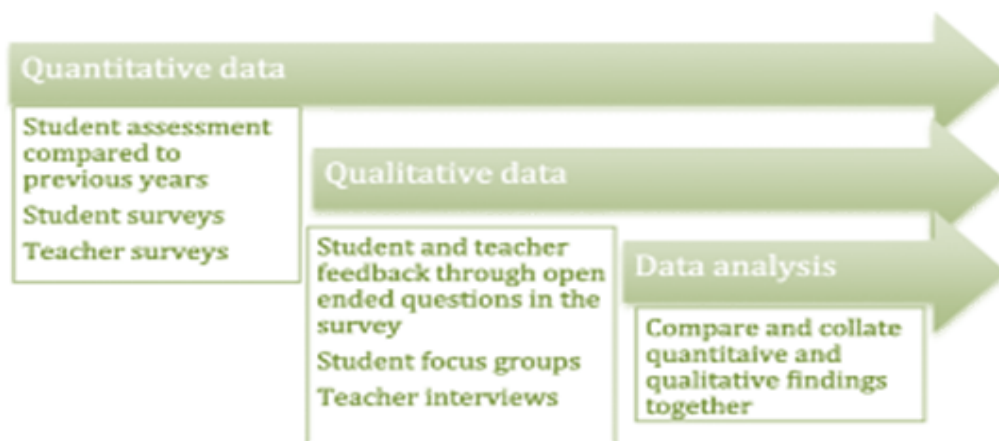 Quantitative data
Student assessment
compared to
previous years
Student surveys
Teacher surveys
Qualitative data
Student and teacher
feedback through open
ended questions in the
survey
Student focus groups
Teacher interviews
Data analysis
Compare and collate
quantitaive and
qualitative findings
together